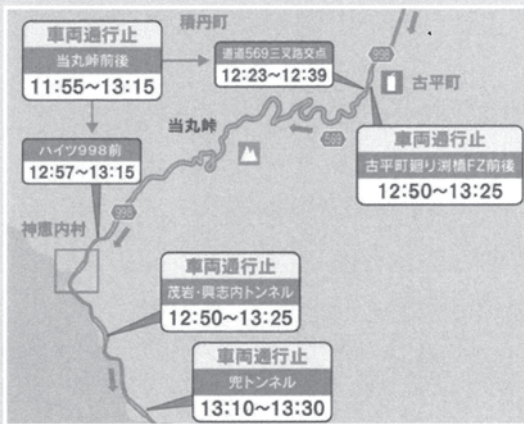 車両通行止
当丸峠前後
11:55～13:15
積丹町
道道569三叉路交点
12:23～12:39
998
古平町
当丸峠
569
車両通行止
古平町廻り渕橋FZ前後
12:50～13:25
ハイツ998前
12:57～13:15
998
神恵内村
車両通行止
茂岩・興志内トンネル
12:50～13:25
車両通行止
兜トンネル
13:10～13:30